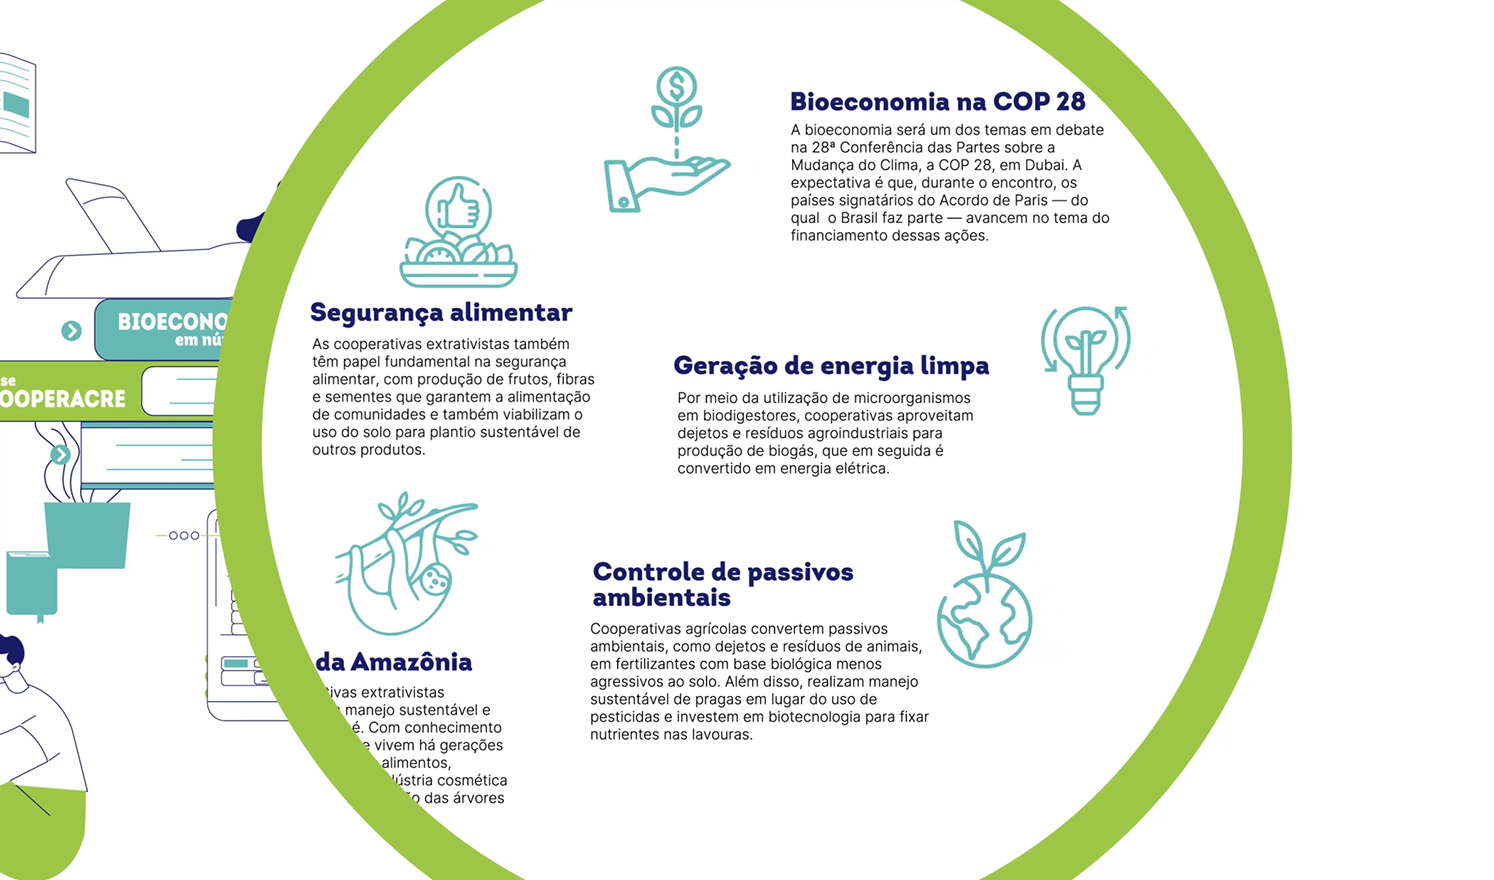 Bioeconomia na COP 28
A bioeconomia será um dos temas em debate
na 28ª Conferência das Partes sobre a
Mudança do Clima, a COP 28, em Dubai. A
expectativa é que, durante o encontro, os
países signatários do Acordo de Paris — do
qual o Brasil faz parte — avancem no tema do
financiamento dessas ações.
Segurança alimentar
As cooperativas extrativistas também
têm papel fundamental na segurança
alimentar, com produção de frutos, fibras
e sementes que garantem a alimentação
de comunidades e também viabilizam o
uso do solo para plantio sustentável de
outros produtos.
Geração de energia limpa
Por meio da utilização de microorganismos
em biodigestores, cooperativas aproveitam
dejetos e resíduos agroindustriais para
produção de biogás, que em seguida é
convertido em energia elétrica.
Controle de passivos
ambientais
Cooperativas agrícolas convertem passivos
ambientais, como dejetos e resíduos de animais,
em fertilizantes com base biológica menos
agressivos ao solo. Além disso, realizam manejo
sustentável de pragas em lugar do uso de
pesticidas e investem em biotecnologia para fixar
nutrientes nas lavouras.
da Amazônia
ivas extrativistas
manejo sustentável e
é. Com conhecimento
e vivem há gerações
alimentos,
ústria cosmética
das árvores
BIOECONO
em nú
se
OOPERACRE
$